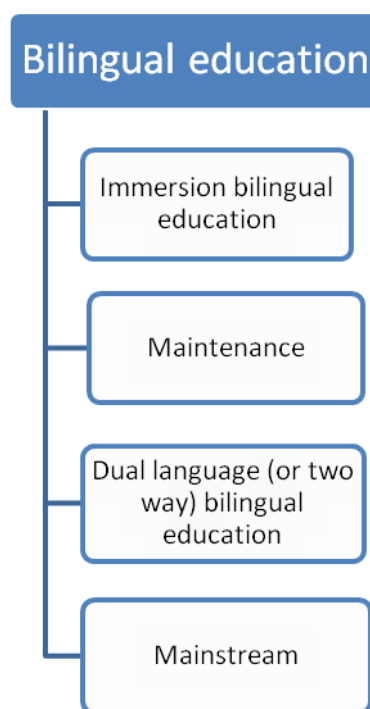 Bilingual education
Immersion bilingual
education
Maintenance
Dual language (or two
way) bilingual
education
Mainstream